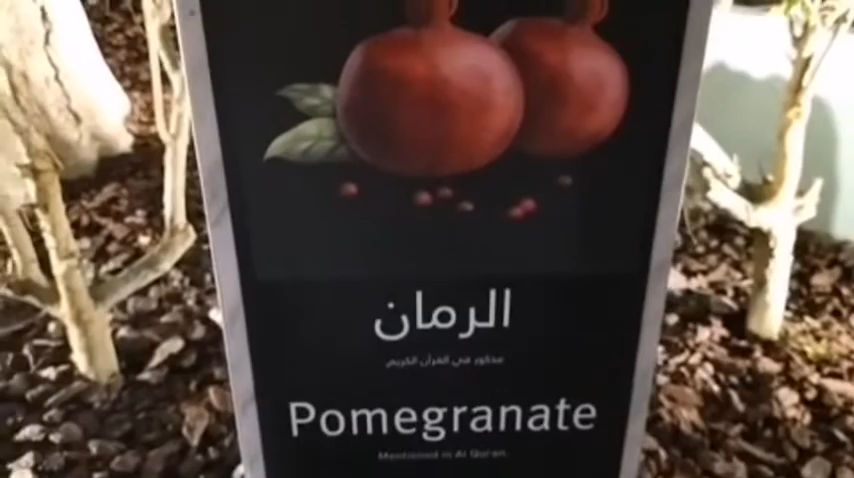 الرمان
مذكور في القرآن الكريم
Pomegranate
Mentioned in Al Quran